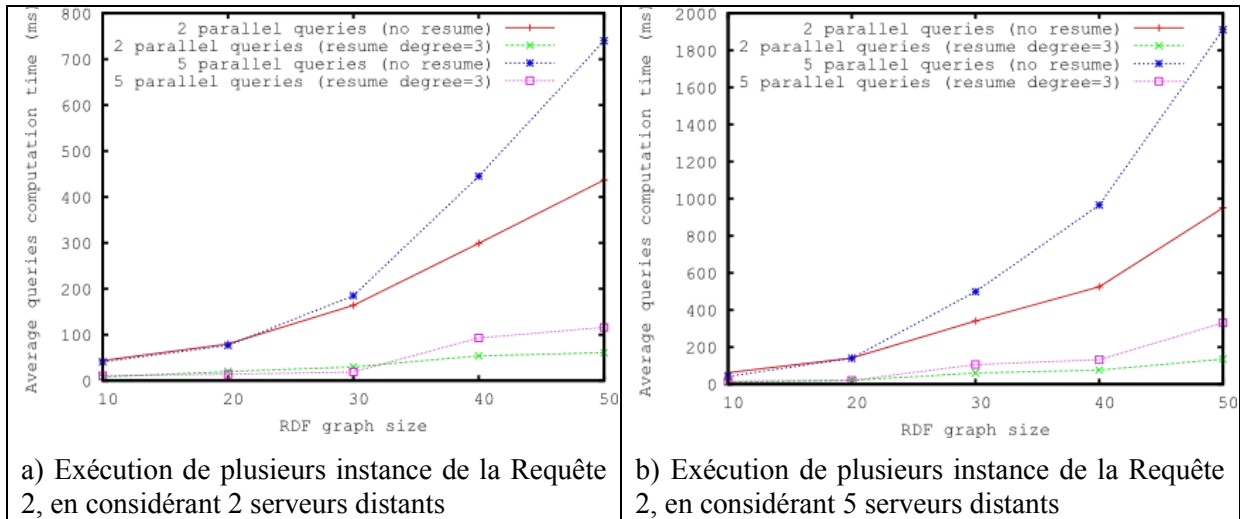 800
700
600
500
400
300
200
100
0
10
20
30
40
50
Average queries computation time (ms)
RDF graph size
2 parallel queries (no resume)
2 parallel queries (resume degree=3)
5 parallel queries (no resume)
5 parallel queries (resume degree=3)
a) Exécution de plusieurs instance de la Requête
2, en considérant 2 serveurs distants
2000
1800
1600
1400
1200
1000
800
600
400
200
0
10
20
30
40
50
Average queries computation time (ms)
RDF graph size
2 parallel queries (no resume)
2 parallel queries (resume degree=3)
5 parallel queries (no resume)
5 parallel queries (resume degree=3)
b) Exécution de plusieurs instance de la Requête
2, en considérant 5 serveurs distants